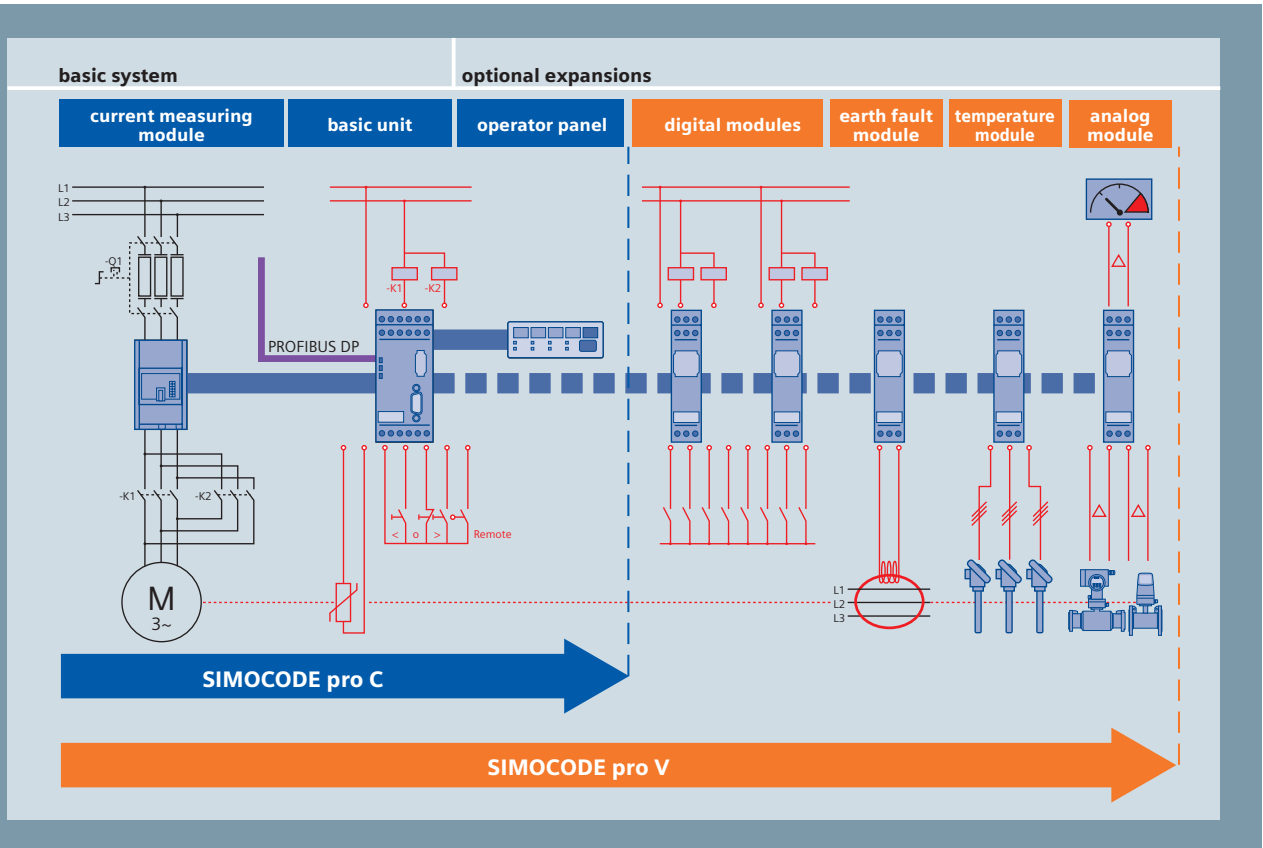 basic system
optional expansions
current measuring
module
basic unit
operator panel
digital modules
earth fault
module
temperature
module
analog
module
L1
L2
L3
-Q1
-K1
-K2
PROFIBUS DP
-K1
-K2
< o >
Remote
M
3~
L1
L2
L3
SIMOCODE pro C
SIMOCODE pro V